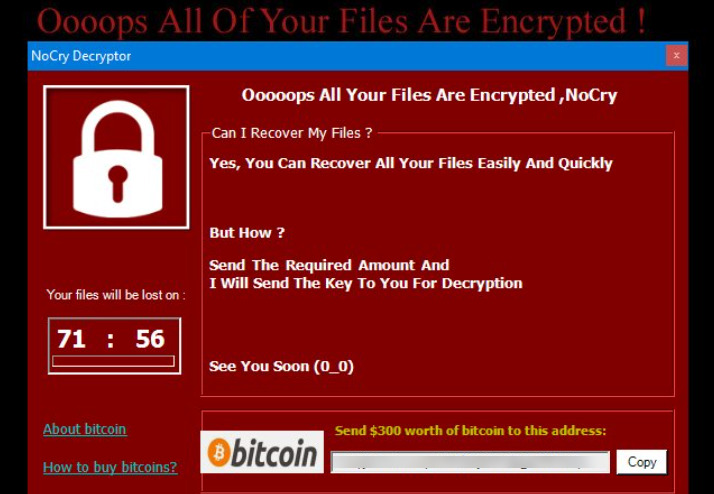 Oooops All Of Your Files Are Encrypted !
NoCry Decryptor
x
Ooooops All Your Files Are Encrypted ,NoCry
Can I Recover My Files ?
Yes, You Can Recover All Your Files Easily And Quickly
But How ?
Send The Required Amount And
I Will Send The Key To You For Decryption
Your files will be lost on :
71 : 56
See You Soon (0_0)
About bitcoin
How to buy bitcoins?
bitcoin
Send $300 worth of bitcoin to this address:
Copy